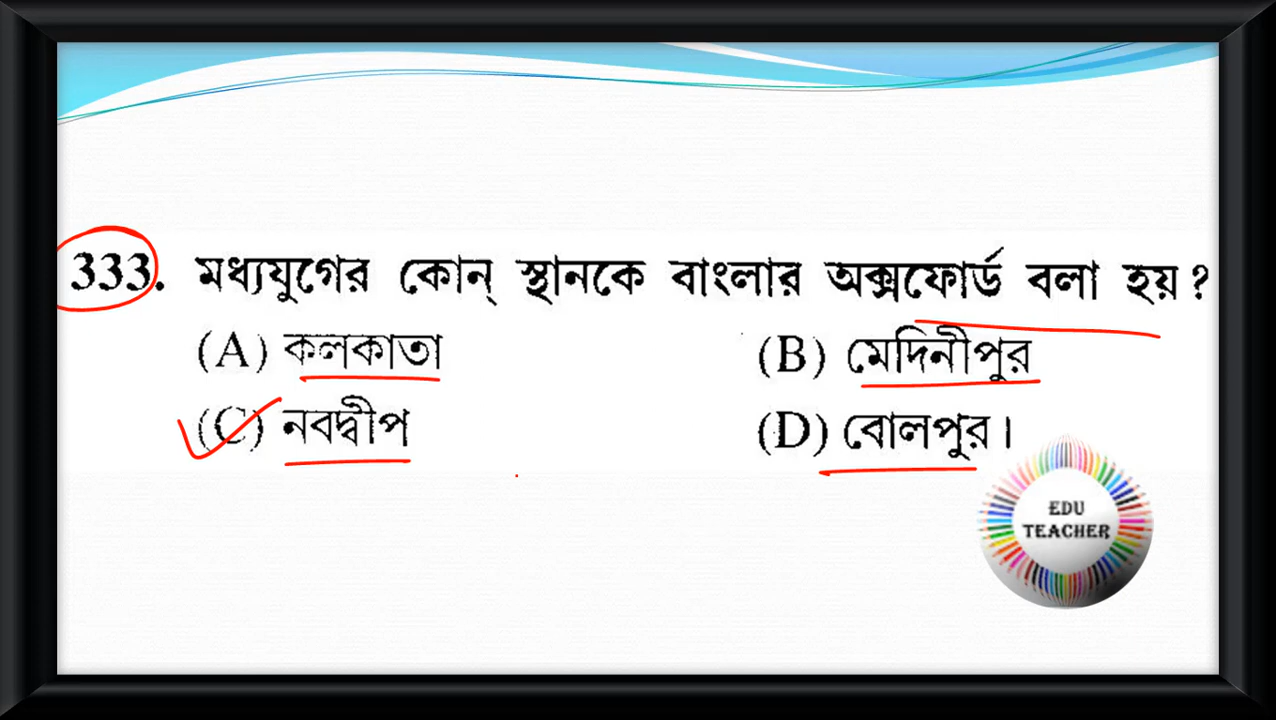 333. মধ্যযুগের কোন্ স্থানকে বাংলার অক্সফোর্ড বলা হয়?
(A) কলকাতা (B) মেদিনীপুর
(C) নবদ্বীপ (D) বোলপুর।
EDU
TEACHER